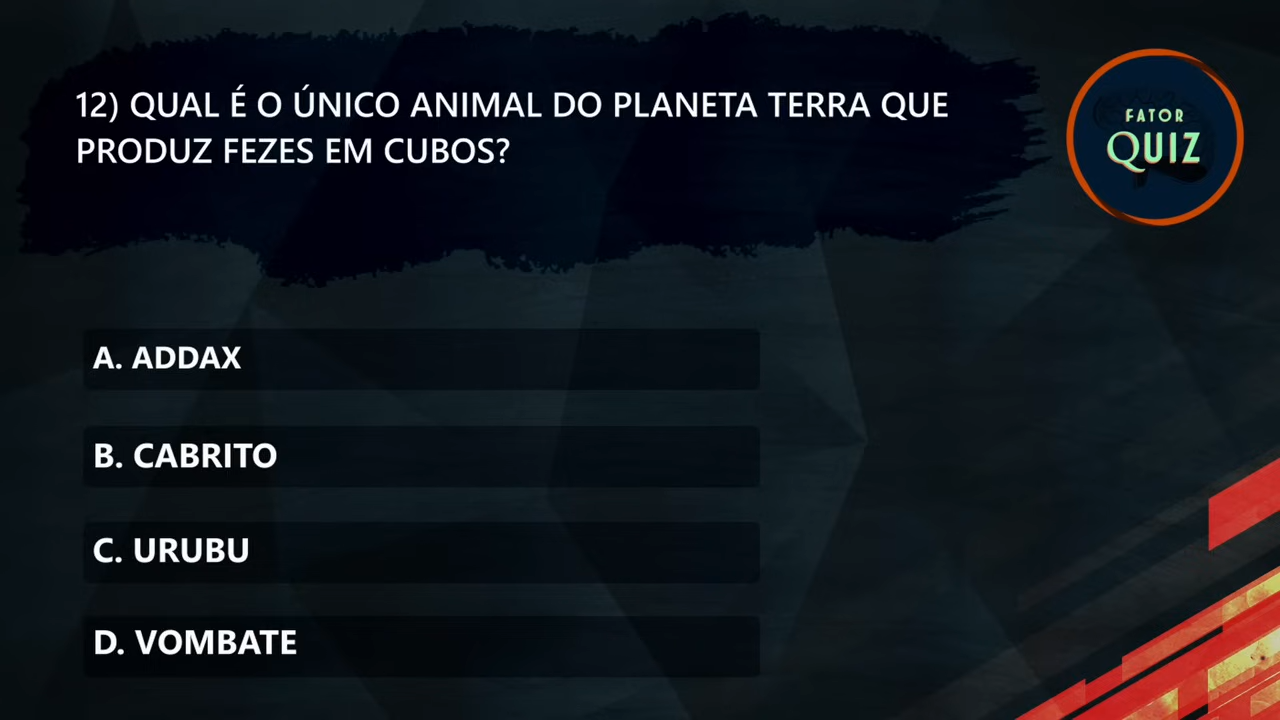 12) QUAL É O ÚNICO ANIMAL DO PLANETA TERRA QUE
PRODUZ FEZES EM CUBOS?
FATOR
QUIZ
A. ADDAX
B. CABRITO
C. URUBU
D. VOMBATE